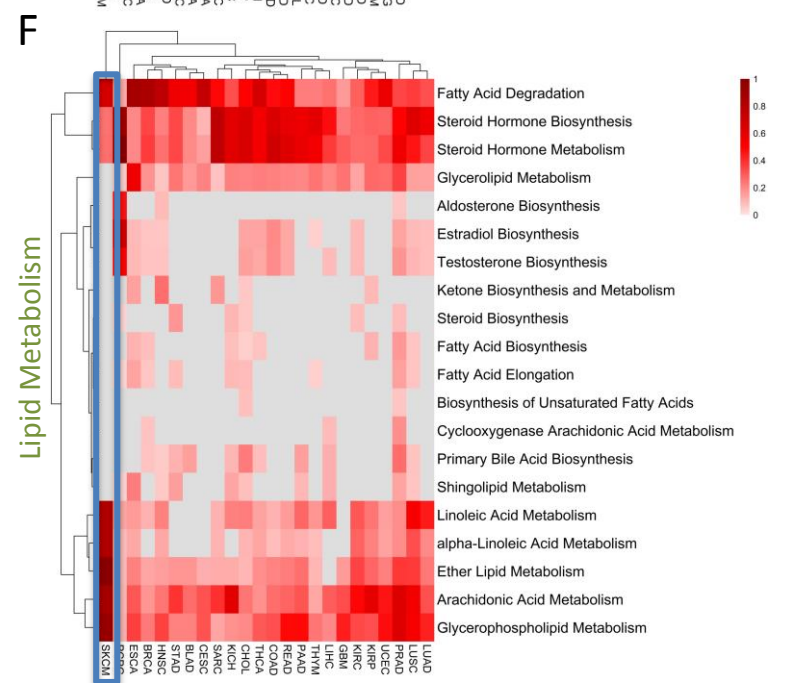 F
Lipid Metabolism
Fatty Acid Degradation
Steroid Hormone Biosynthesis
Steroid Hormone Metabolism
Glycerolipid Metabolism
Aldosterone Biosynthesis
Estradiol Biosynthesis
Testosterone Biosynthesis
Ketone Biosynthesis and Metabolism
Steroid Biosynthesis
Fatty Acid Biosynthesis
Fatty Acid Elongation
Biosynthesis of Unsaturated Fatty Acids
Cyclooxygenase Arachidonic Acid Metabolism
Primary Bile Acid Biosynthesis
Shingolipid Metabolism
Linoleic Acid Metabolism
alpha-Linoleic Acid Metabolism
Ether Lipid Metabolism
Arachidonic Acid Metabolism
Glycerophospholipid Metabolism
1
0.8
0.6
0.4
0.2
0
SKCM
ESCA
BRCA
HNSC
STAD
BLAD
CESC
SARC
KICH
CHOL
THCA
COAD
READ
PAAD
THYM
LIHC
GBM
KIRC
KIRP
UCEC
PRAD
LUSC
LUAD